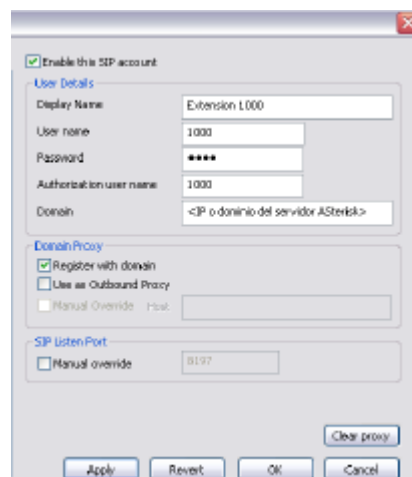 Enable this SIP account
User Details
Display Name Extension 1000
User name 1000
Password ••••
Authorization user name 1000
Domain <IP o dominio del servidor ASterisk>
Domain Proxy
Register with domain
Use as Outbound Proxy
Manual Override Host
SIP Listen Port
Manual override 8197
Clear proxy
Apply Revert OK Cancel